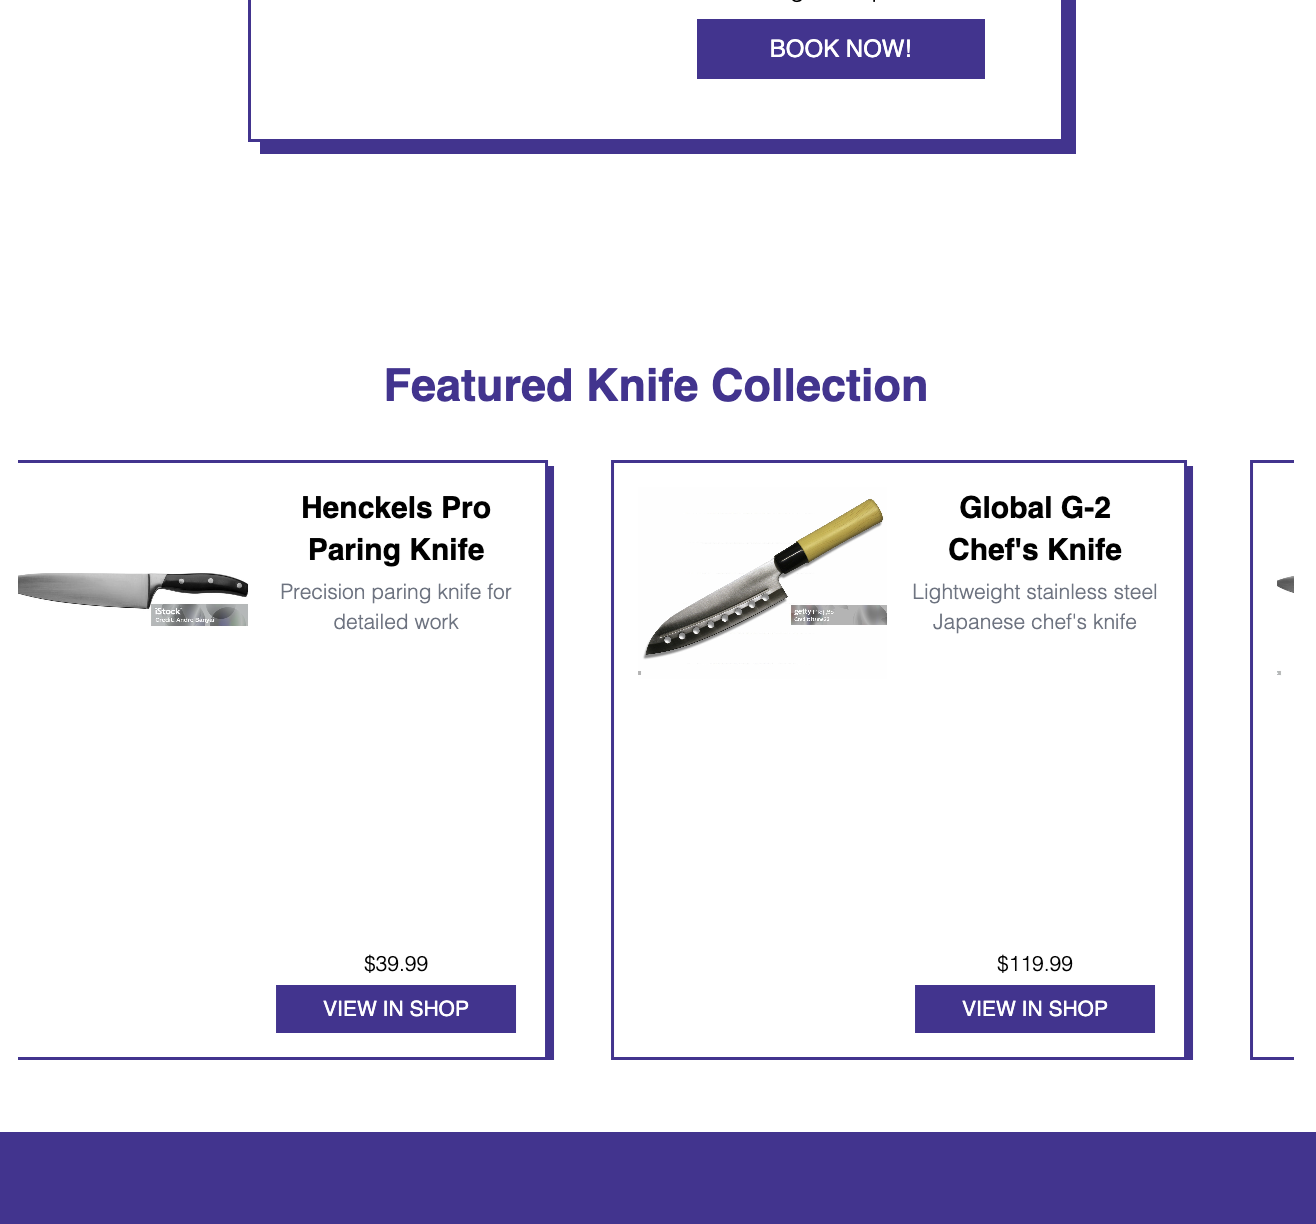 BOOK NOW!
Featured Knife Collection
Henckels Pro
Paring Knife
Precision paring knife for
detailed work
iStock
Credit: Andre Banyai
$39.99
VIEW IN SHOP
Global G-2
Chef's Knife
Lightweight stainless steel
Japanese chef's knife
gettyimages
$119.99
VIEW IN SHOP